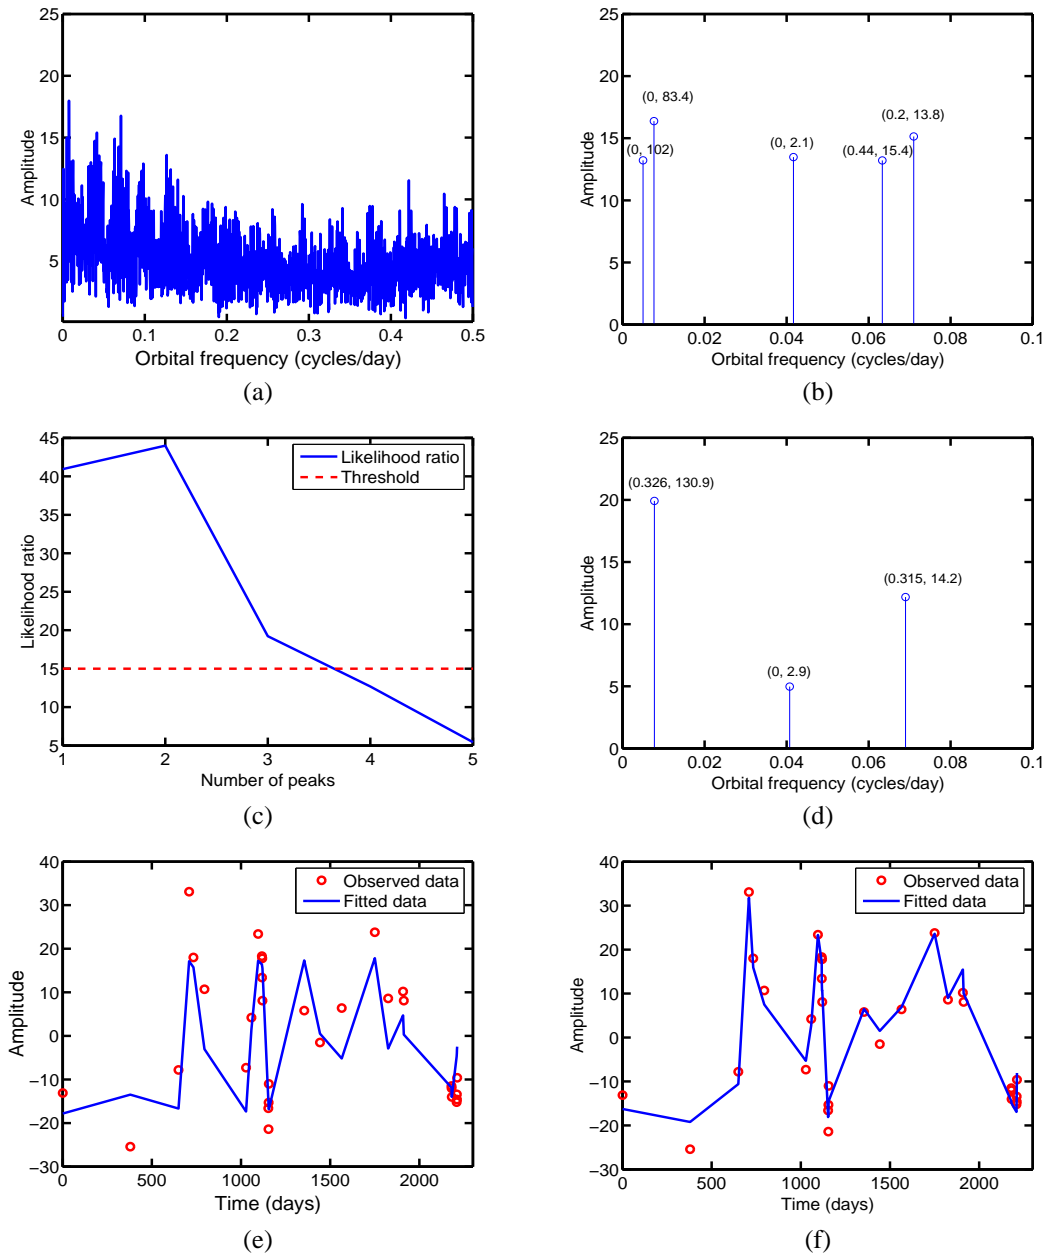 25
20
15
10
5
Amplitude
0 0.1 0.2 0.3 0.4 0.5
Orbital frequency (cycles/day)
(a)
25
20
15
10
5
0
Amplitude
(0, 83.4)
(0, 102)
(0, 2.1)
(0.44, 15.4)
(0.2, 13.8)
0 0.02 0.04 0.06 0.08 0.1
Orbital frequency (cycles/day)
(b)
45
40
35
30
25
20
15
10
5
Likelihood ratio
Likelihood ratio
Threshold
1 2 3 4 5
Number of peaks
(c)
25
20
15
10
5
0
Amplitude
(0.326, 130.9)
(0, 2.9)
(0.315, 14.2)
0 0.02 0.04 0.06 0.08 0.1
Orbital frequency (cycles/day)
(d)
40
30
20
10
0
−10
−20
−30
Amplitude
Observed data
Fitted data
0 500 1000 1500 2000
Time (days)
(e)
40
30
20
10
0
−10
−20
−30
Amplitude
Observed data
Fitted data
0 500 1000 1500 2000
Time (days)
(f)